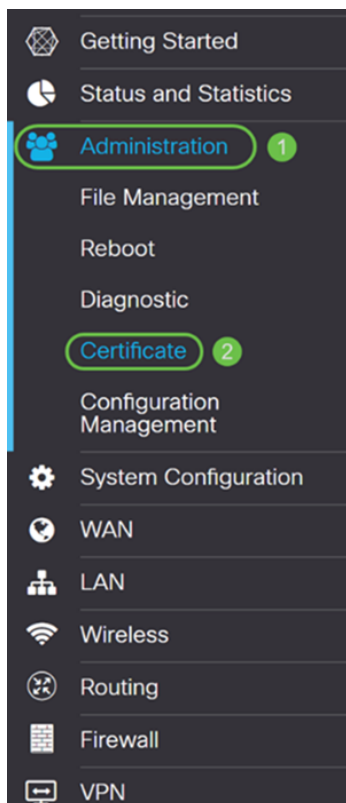 Getting Started
Status and Statistics
Administration 1
File Management
Reboot
Diagnostic
Certificate 2
Configuration
Management
System Configuration
WAN
LAN
Wireless
Routing
Firewall
VPN